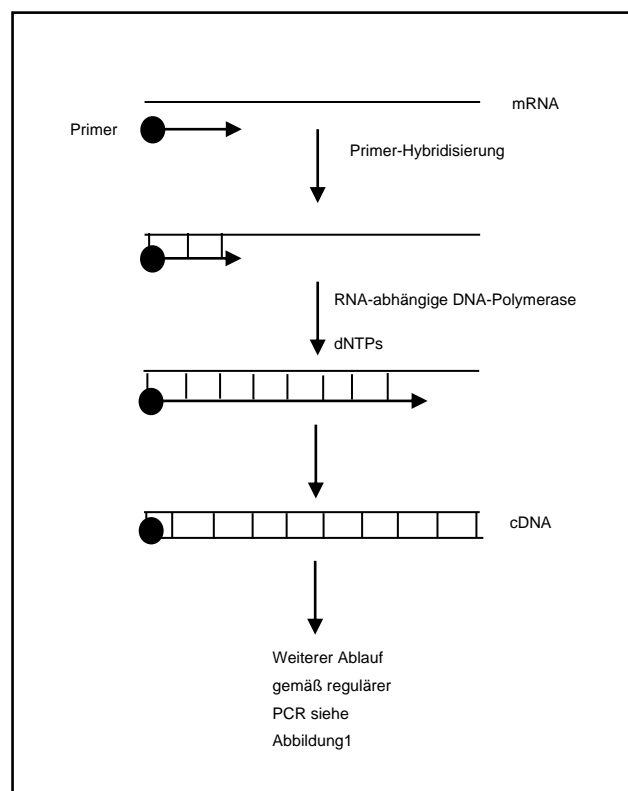 mRNA
Primer
Primer-Hybridisierung
RNA-abhängige DNA-Polymerase
dNTPs
cDNA
Weiterer Ablauf
gemäß regulärer
PCR siehe
Abbildung1